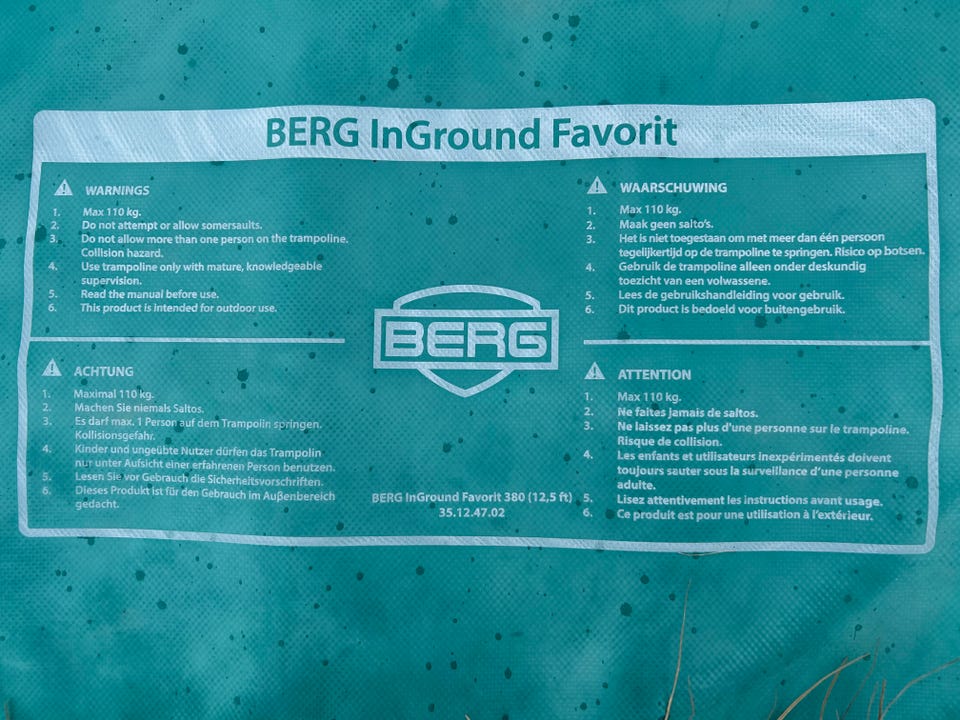 BERG InGround Favorit
WARNINGS
1. Max 110 kg.
2. Do not attempt or allow somersaults.
3. Do not allow more than one person on the trampoline.
Collision hazard.
4. Use trampoline only with mature, knowledgeable
supervision.
5. Read the manual before use.
6. This product is intended for outdoor use.
WAARSCHUWING
1. Max 110 kg.
2. Maak geen salto's.
3. Het is niet toegestaan om met meer dan één persoon
tegelijkertijd op de trampoline te springen. Risico op botsen.
4. Gebruik de trampoline alleen onder deskundig
toezicht van een volwassene.
5. Lees de gebruikshandleiding voor gebruik.
6. Dit product is bedoeld voor buitengebruik.
BERG
ACHTUNG
1. Maximal 110 kg.
2. Machen Sie niemals Saltos.
3. Es darf max. 1 Person auf dem Trampolin springen.
Kollisionsgefahr.
4. Kinder und ungeübte Nutzer dürfen das Trampolin
nur unter Aufsicht einer erfahrenen Person benutzen.
5. Lesen Sie vor Gebrauch die Sicherheitsvorschriften.
6. Dieses Produkt ist für den Gebrauch im Außenbereich
gedacht.
BERG InGround Favorit 380 (12,5 ft)
35.12.47.02
ATTENTION
1. Max 110 kg.
2. Ne faites jamais de saltos.
3. Ne laissez pas plus d'une personne sur le trampoline.
Risque de collision.
4. Les enfants et utilisateurs inexpérimentés doivent
toujours sauter sous la surveillance d'une personne
adulte.
5. Lisez attentivement les instructions avant usage.
6. Ce produit est pour une utilisation à l'extérieur.